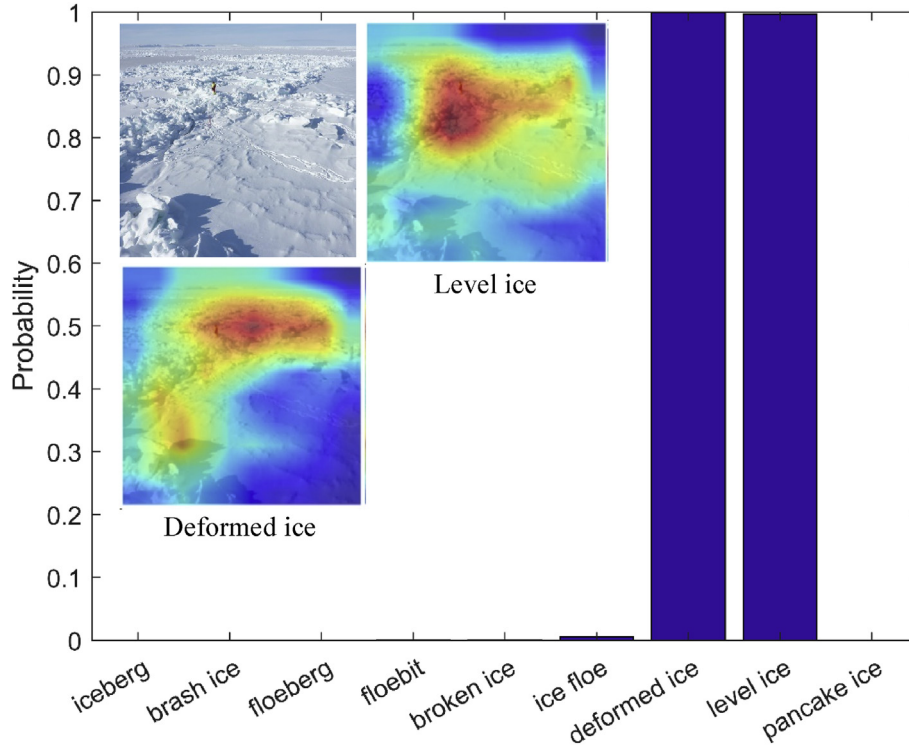 Probability
1
0.9
0.8
0.7
0.6
0.5
0.4
0.3
0.2
0.1
0
Level ice
Deformed ice
iceberg
brash ice
floeberg
floebit
broken ice
ice floe
deformed ice
level ice
pancake ice